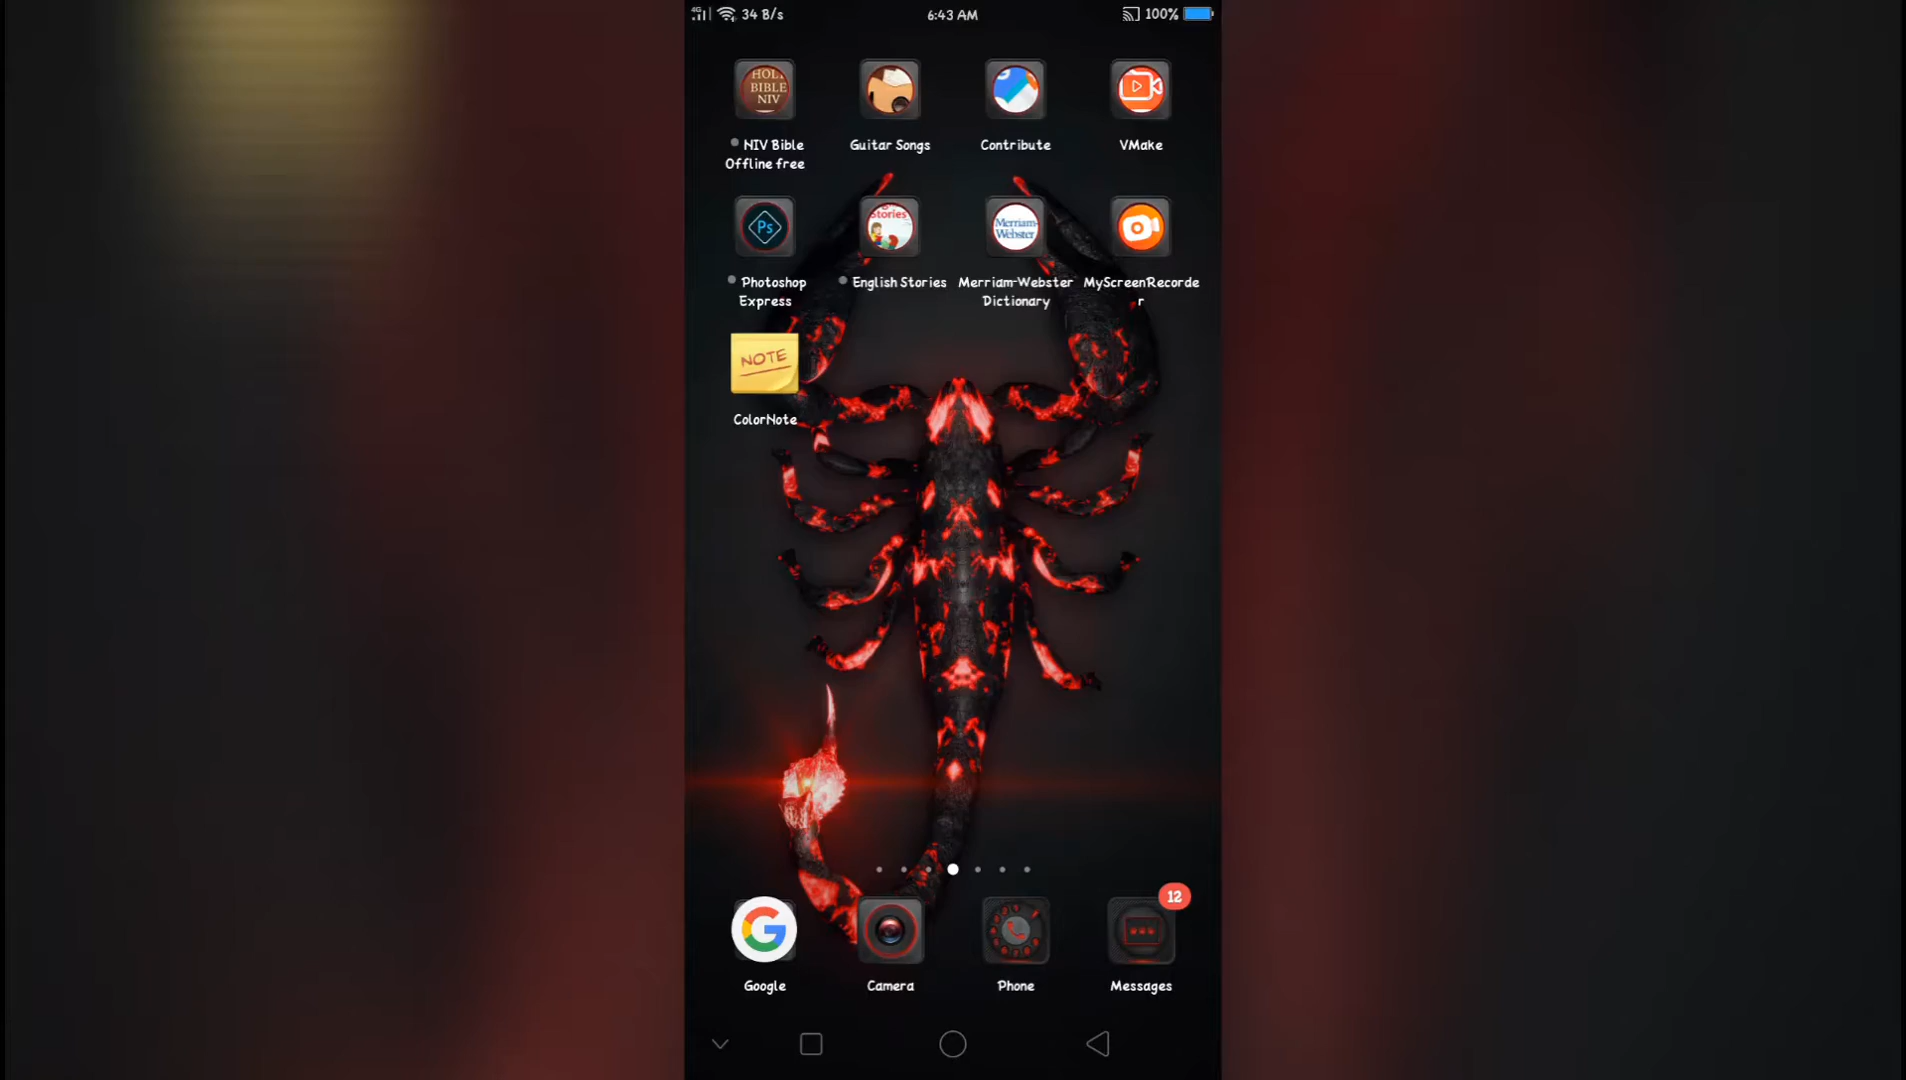 4G 34 B/s 6:43 AM 100%
HOLY
BIBLE
NIV
NIV Bible
Offline free
Guitar Songs
Contribute
VMake
Ps
Stories
Merriam-
Webster
Photoshop
Express
English Stories
Merriam-Webster
Dictionary
MyScreenRecorde
r
NOTE
ColorNote
12
Google
Camera
Phone
Messages